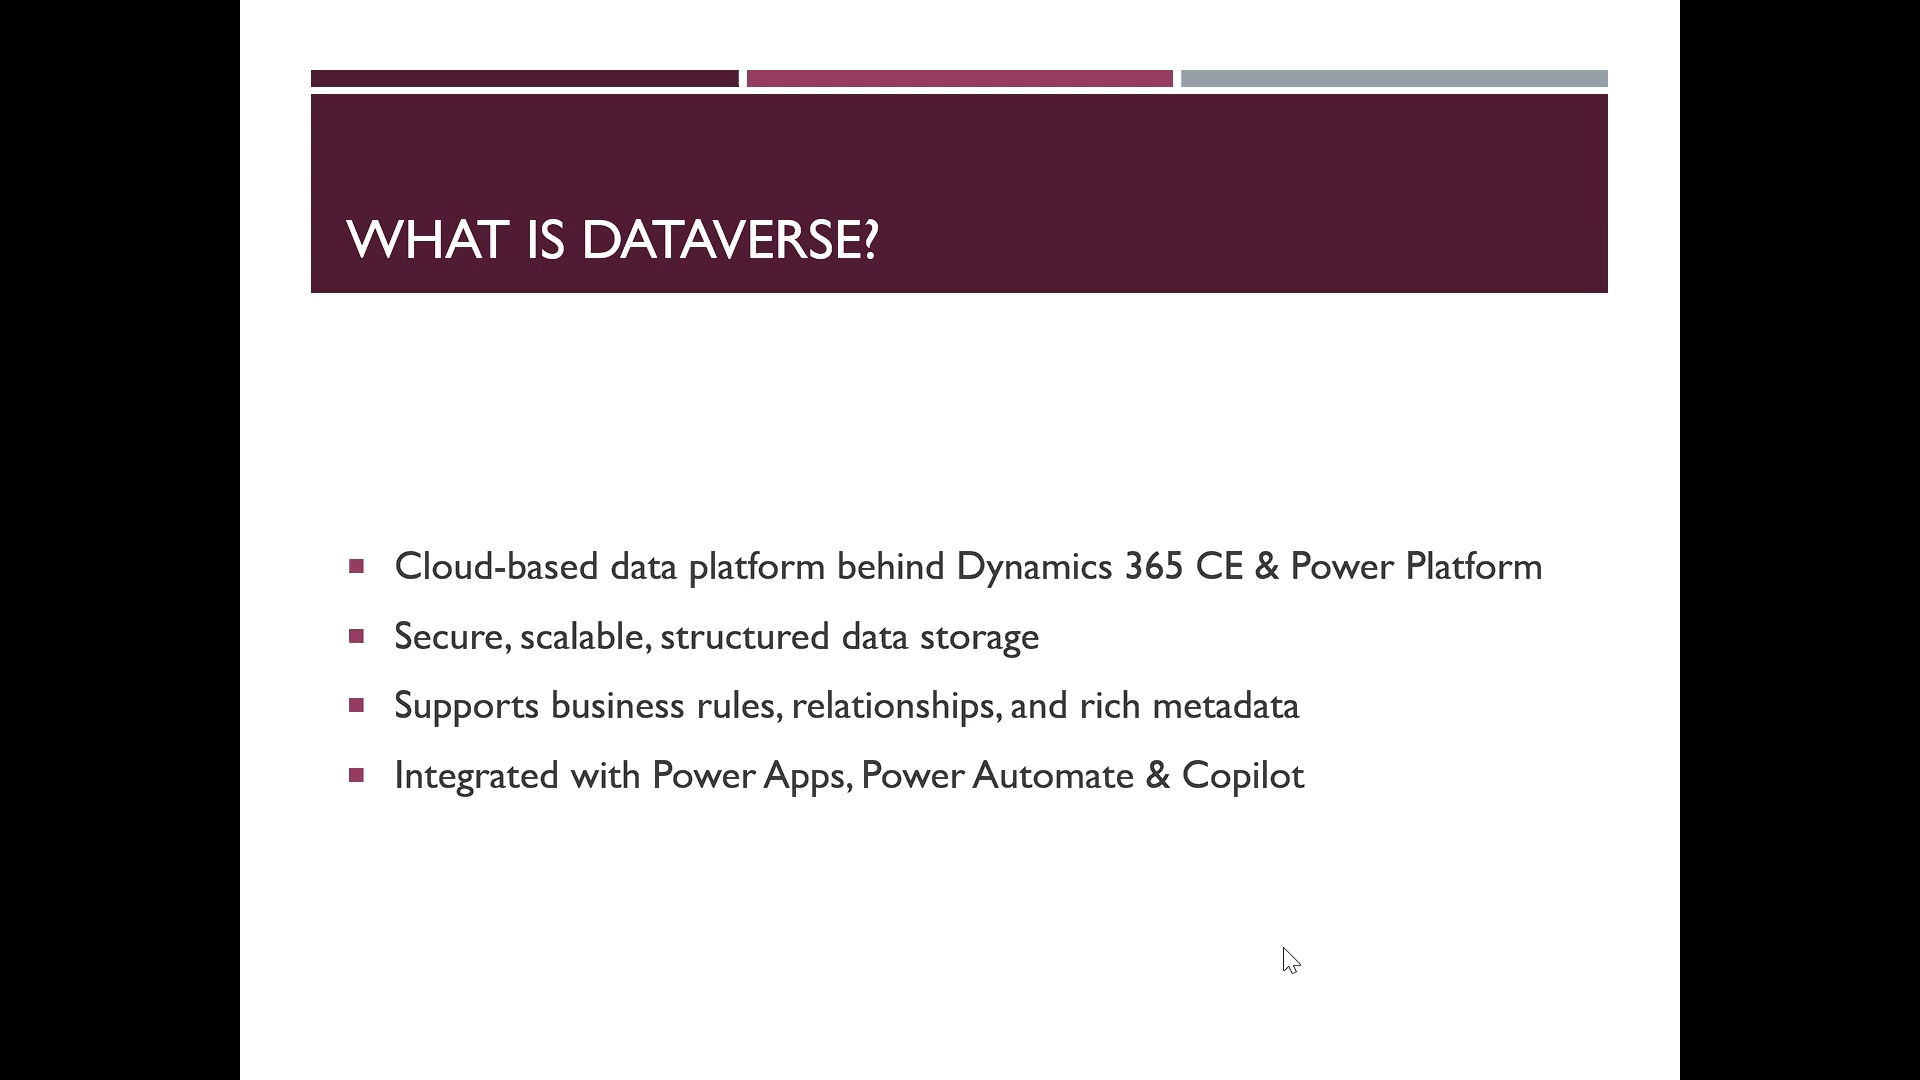 WHAT IS DATAVERSE?
Cloud-based data platform behind Dynamics 365 CE & Power Platform
Secure, scalable, structured data storage
Supports business rules, relationships, and rich metadata
Integrated with Power Apps, Power Automate & Copilot